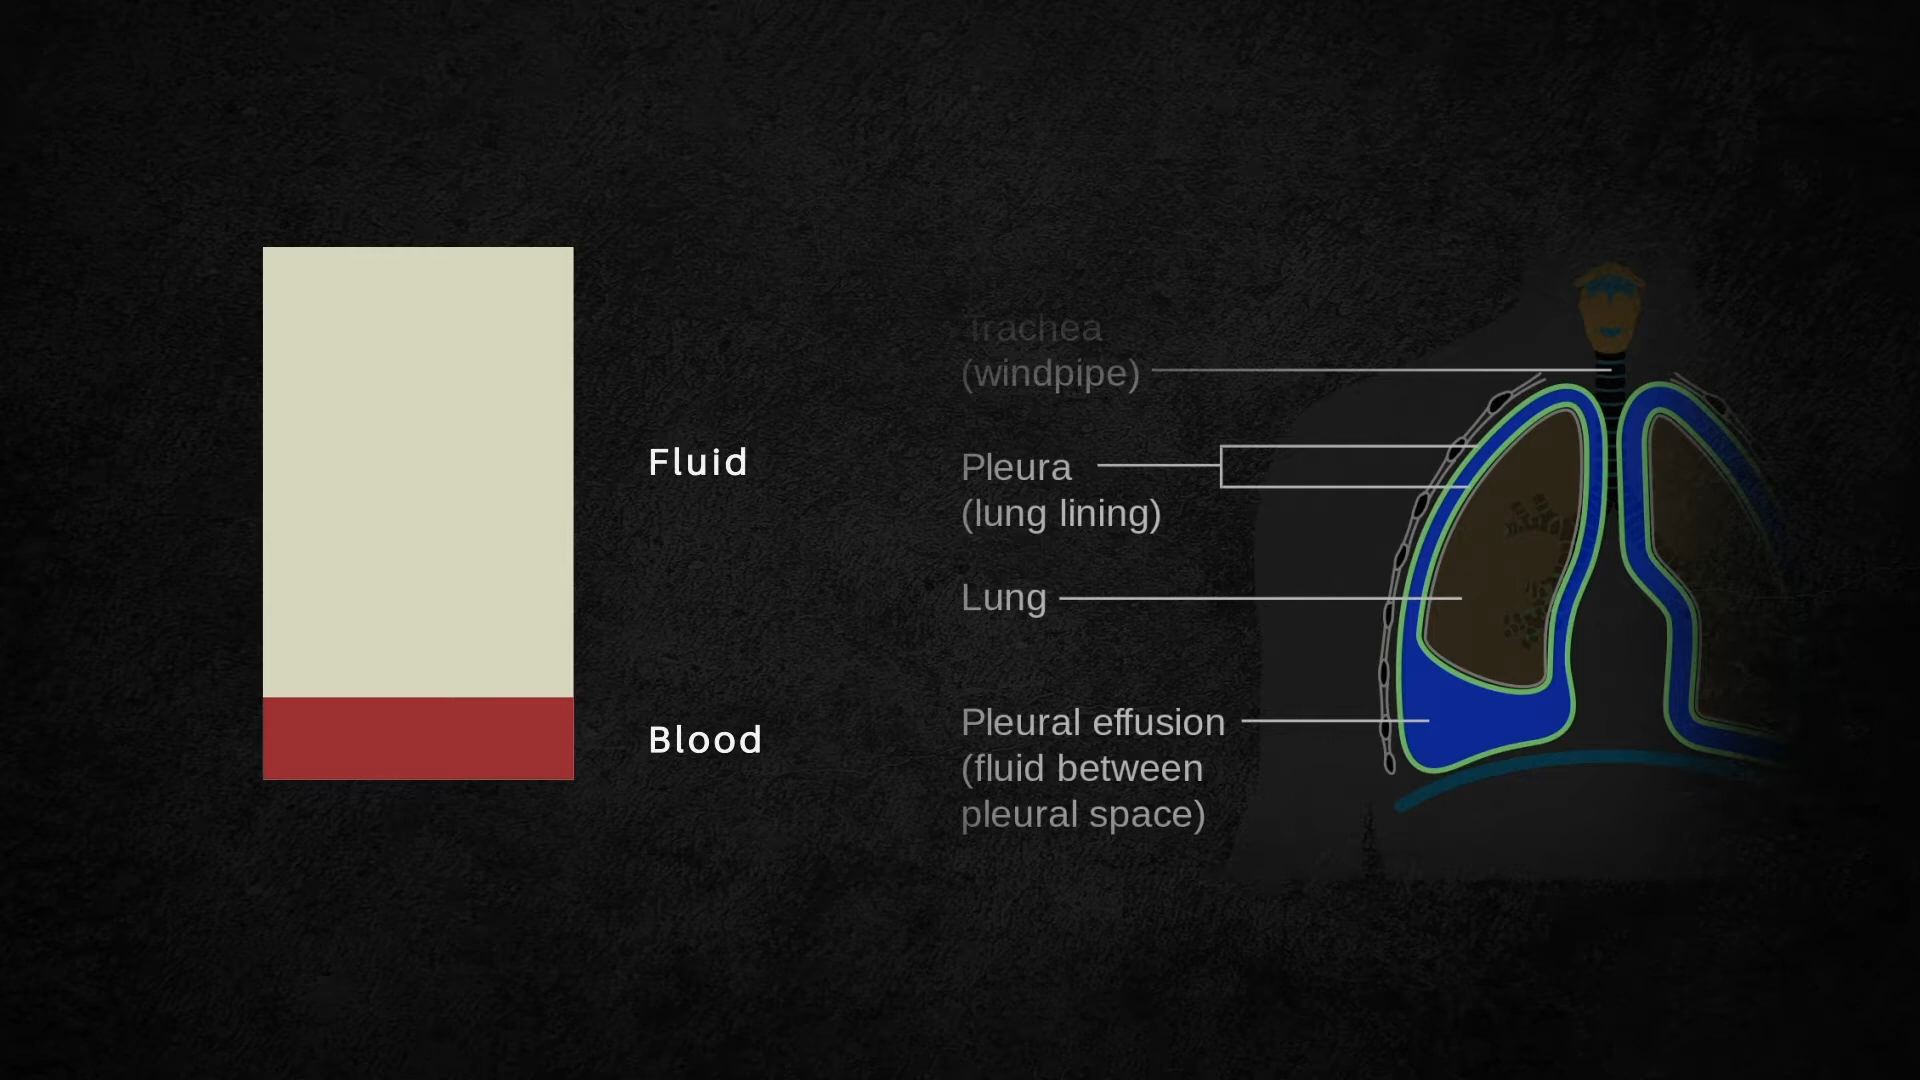 Fluid
Blood
Trachea
(windpipe)
Pleura
(lung lining)
Lung
Pleural effusion
(fluid between
pleural space)